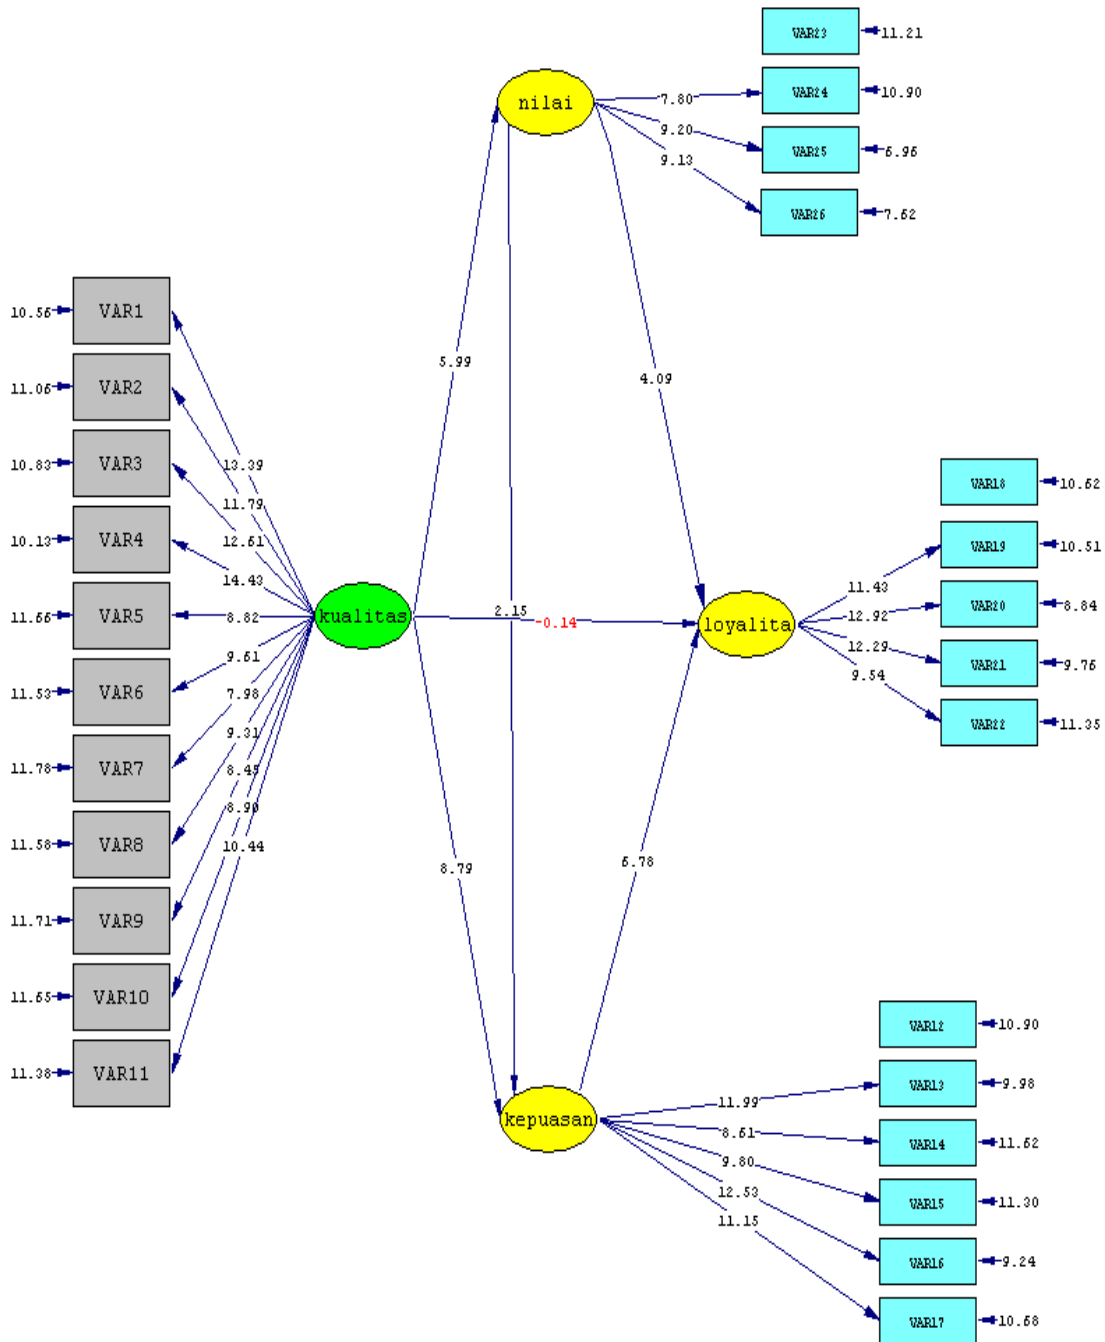 VAR23 11.21
nilai 7.80 VAR24 10.90
9.20 VAR25 6.96
9.13 VAR26 7.62
10.56 VAR1
5.99
4.09
11.06 VAR2
10.83 VAR3 13.39
11.79
12.61
10.13 VAR4
14.43
11.66 VAR5 8.82
kualitas 2.15 -0.14 loyalita
9.61
11.53 VAR6
7.98
9.31
11.78 VAR7 8.45
8.90
11.58 VAR8 10.44
VAR18 10.62
VAR19 10.51
11.43
12.92 VAR20 8.84
12.29
9.54 VAR21 9.76
VAR22 11.35
8.79
6.78
11.71 VAR9
11.65 VAR10
11.38 VAR11
VAR12 10.90
VAR13 9.98
kepuasan 11.99
8.61 VAR14 11.62
9.80
12.53 VAR15 11.30
11.15
VAR16 9.24
VAR17 10.68